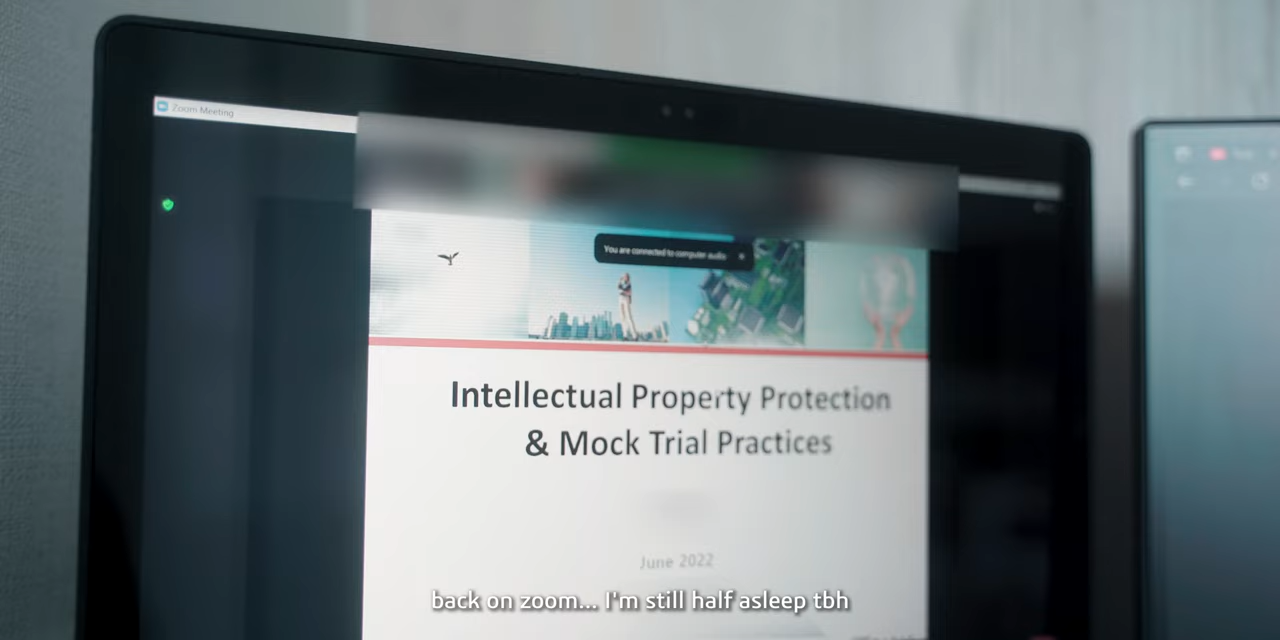 Zoom Meeting
You are connected to computer audio
Intellectual Property Protection
& Mock Trial Practices
June 2022
back on zoom... I'm still half asleep tbh